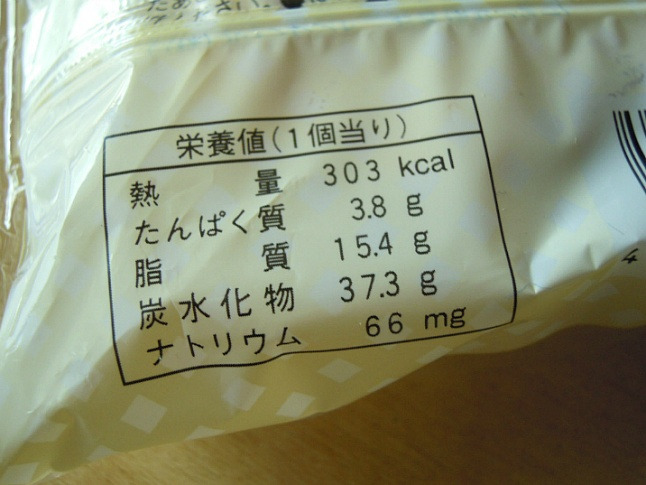 栄養値(1個当り)
熱量 303 kcal
たんぱく質 3.8 g
脂質 15.4 g
炭水化物 37.3 g
ナトリウム 66 mg
4